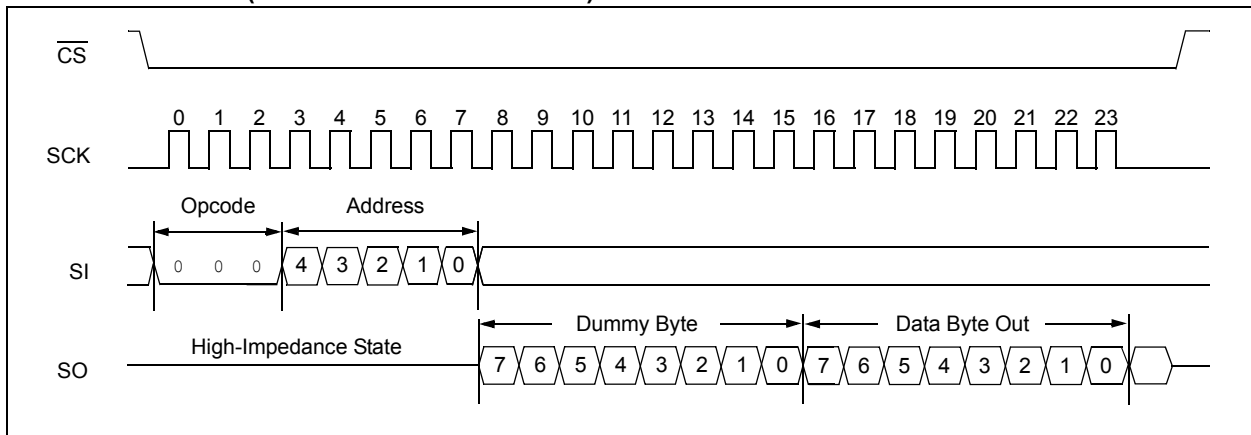 CS
0 1 2 3 4 5 6 7 8 9 10 11 12 13 14 15 16 17 18 19 20 21 22 23
SCK
Opcode Address
SI 0 0 0 4 3 2 1 0
Dummy Byte Data Byte Out
High-Impedance State
SO 7 6 5 4 3 2 1 0 7 6 5 4 3 2 1 0